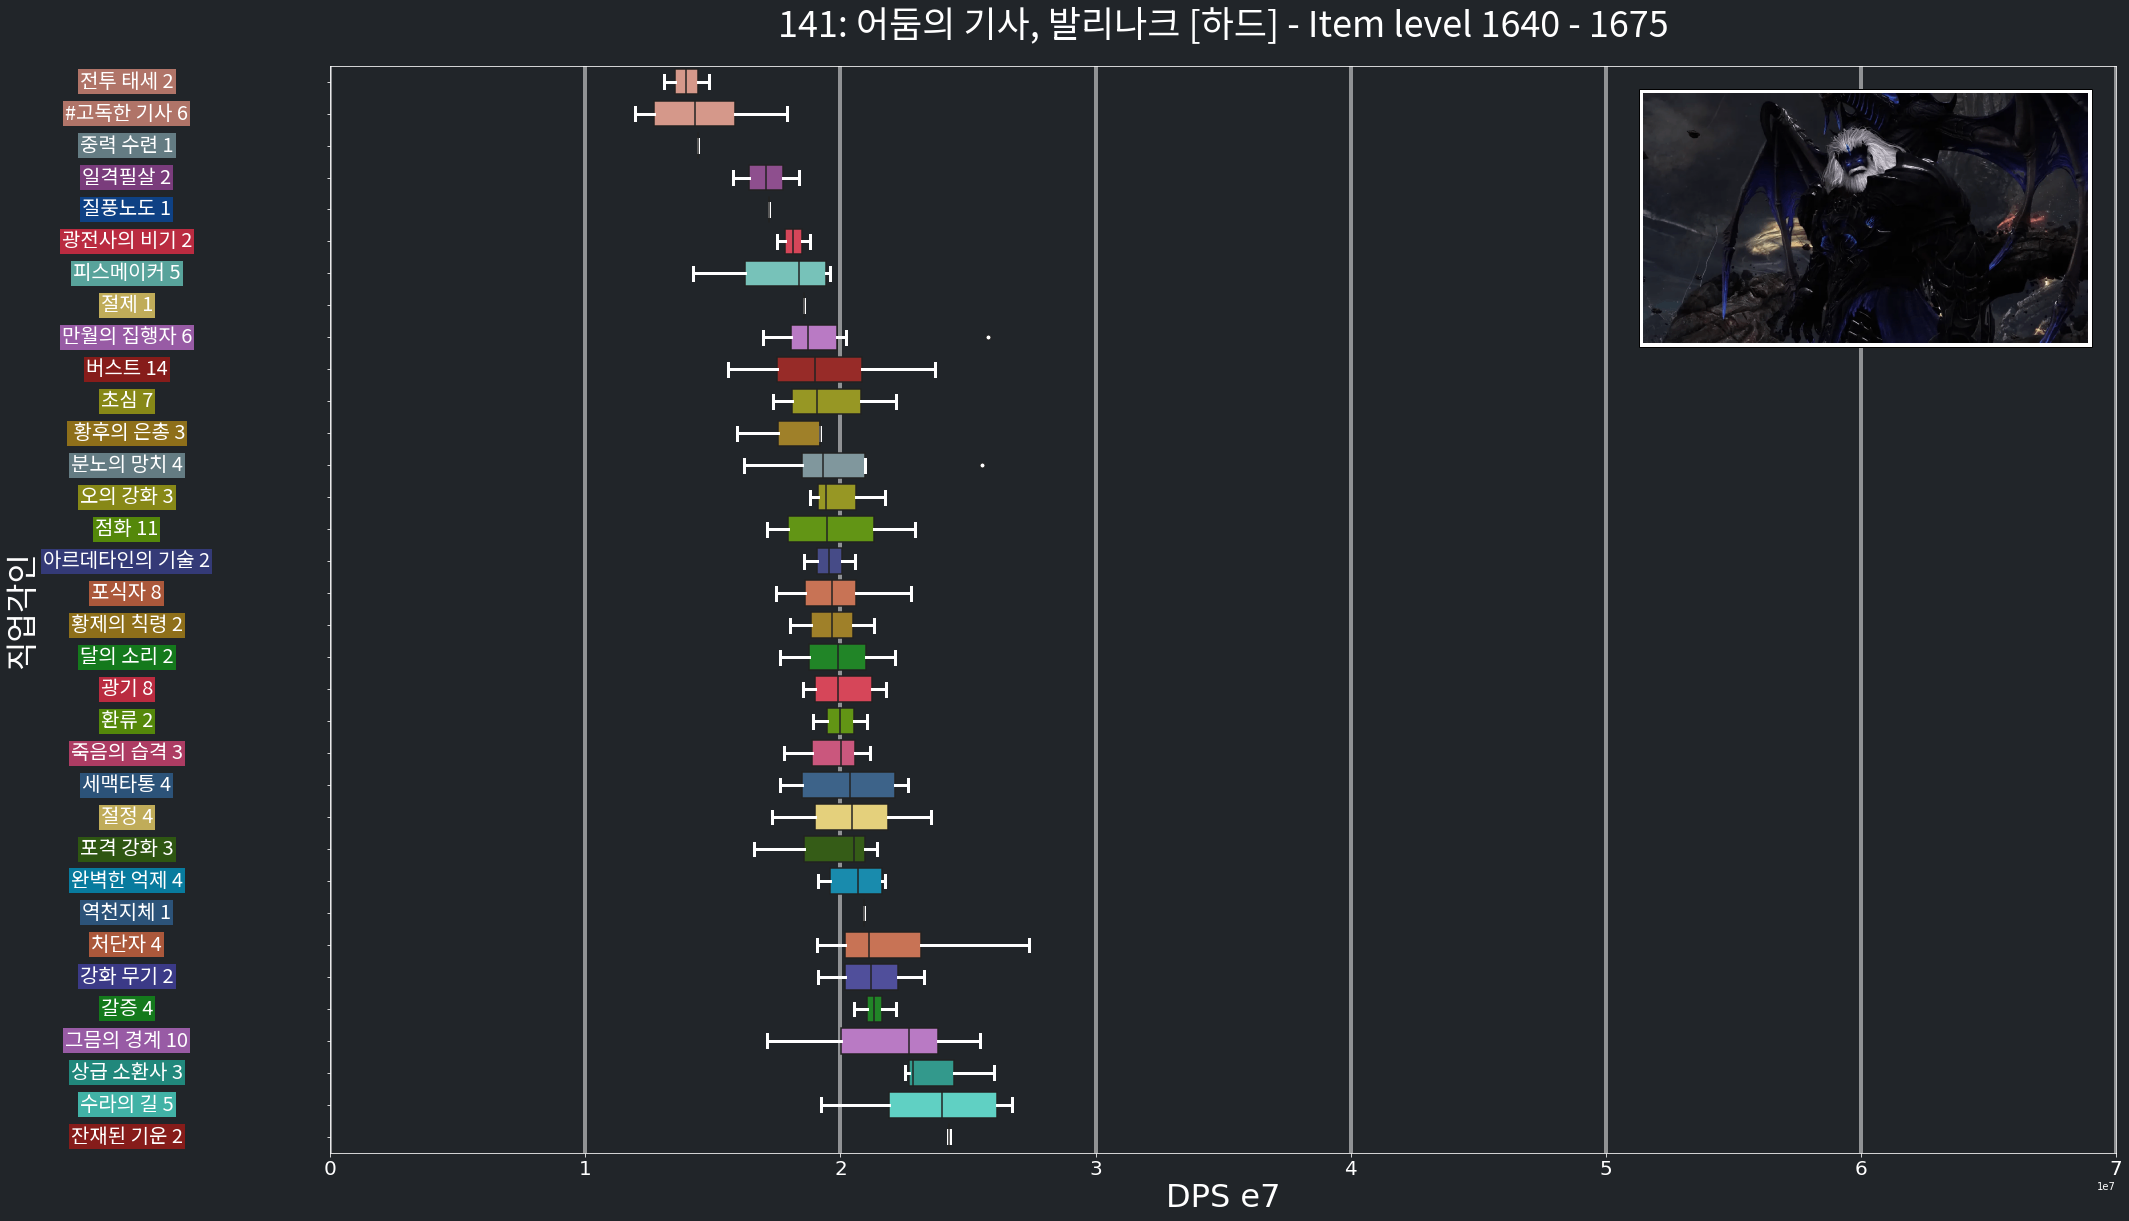 141: 어둠의 기사, 발리나크 [하드] - Item level 1640 - 1675
전투 태세 2
#고독한 기사 6
중력 수련 1
일격필살 2
질풍노도 1
광전사의 비기 2
피스메이커 5
절제 1
만월의 집행자 6
버스트 14
초심 7
황후의 은총 3
분노의 망치 4
오의 강화 3
점화 11
아르데타인의 기술 2
포식자 8
황제의 칙령 2
달의 소리 2
광기 8
환류 2
죽음의 습격 3
세맥타통 4
절정 4
포격 강화 3
완벽한 억제 4
역천지체 1
처단자 4
강화 무기 2
갈증 4
그믐의 경계 10
상급 소환사 3
수라의 길 5
잔재된 기운 2
직업각인
0 1 2 3 4 5 6 7
1e7
DPS e7